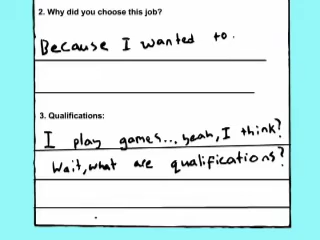 2. Why did you choose this job?
Because I wanted to.
3. Qualifications:
I play games... yeah, I think?
Wait, what are qualifications?